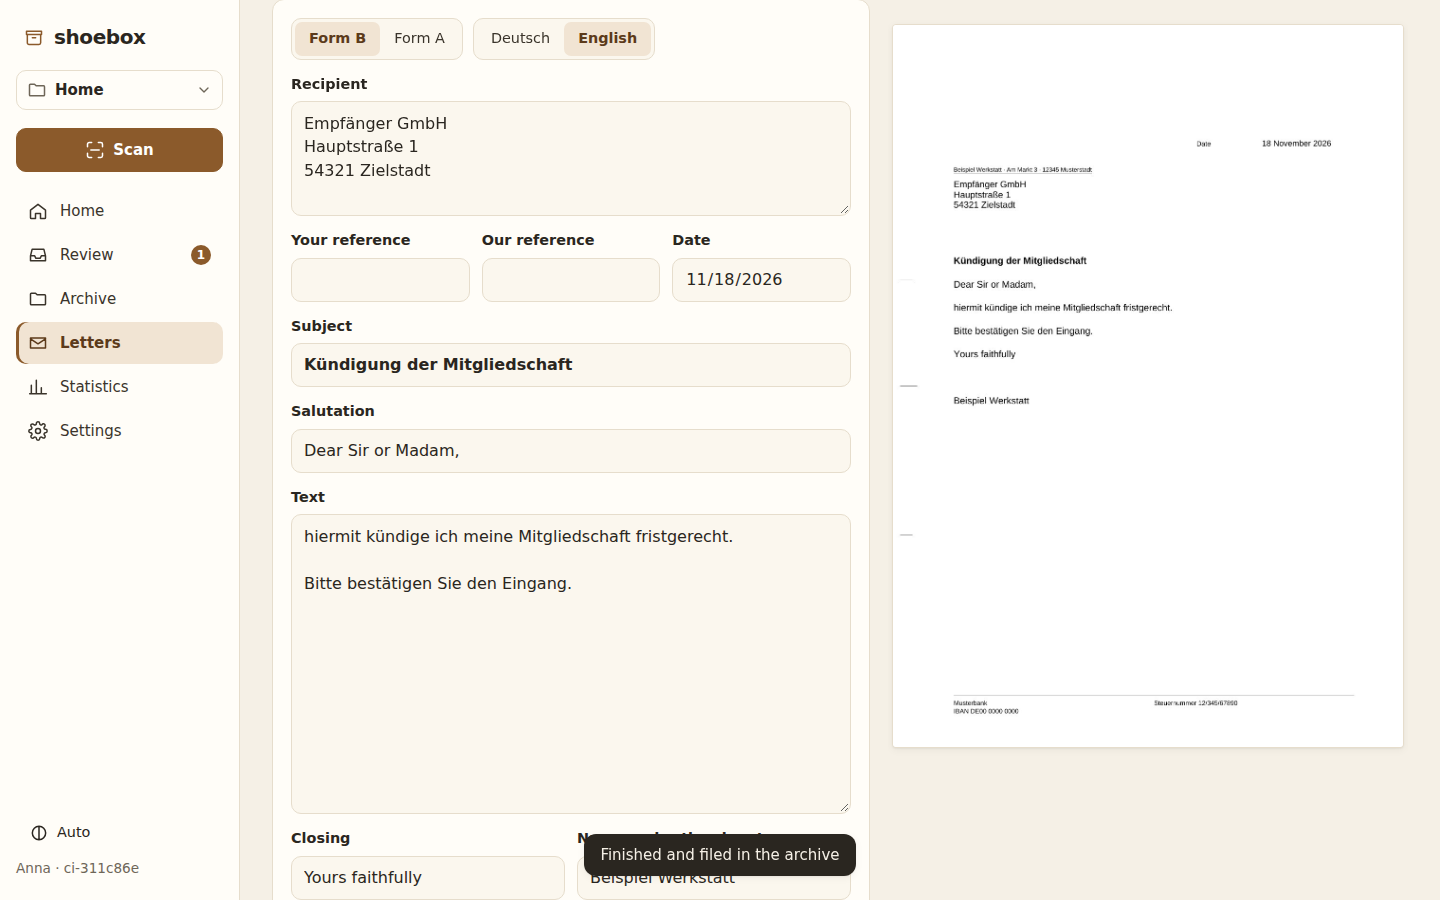 shoebox
Home
Scan
Home
Review
1
Archive
Letters
Statistics
Settings
Auto
Anna · ci-311c86e
Form B
Form A
Deutsch
English
Recipient
Empfänger GmbH
Hauptstraße 1
54321 Zielstadt
Your reference
Our reference
Date
11/18/2026
Subject
Kündigung der Mitgliedschaft
Salutation
Dear Sir or Madam,
Text
hiermit kündige ich meine Mitgliedschaft fristgerecht.
Bitte bestätigen Sie den Eingang.
Closing
Yours faithfully
Beispiel Werkstatt
Finished and filed in the archive
Date
18 November 2026
Beispiel Werkstatt · Am Markt 3 · 12345 Musterstadt
Empfänger GmbH
Hauptstraße 1
54321 Zielstadt
Kündigung der Mitgliedschaft
Dear Sir or Madam,
hiermit kündige ich meine Mitgliedschaft fristgerecht.
Bitte bestätigen Sie den Eingang.
Yours faithfully
Beispiel Werkstatt
Musterbank
IBAN DE00 0000 0000
Steuernummer 12/345/67890